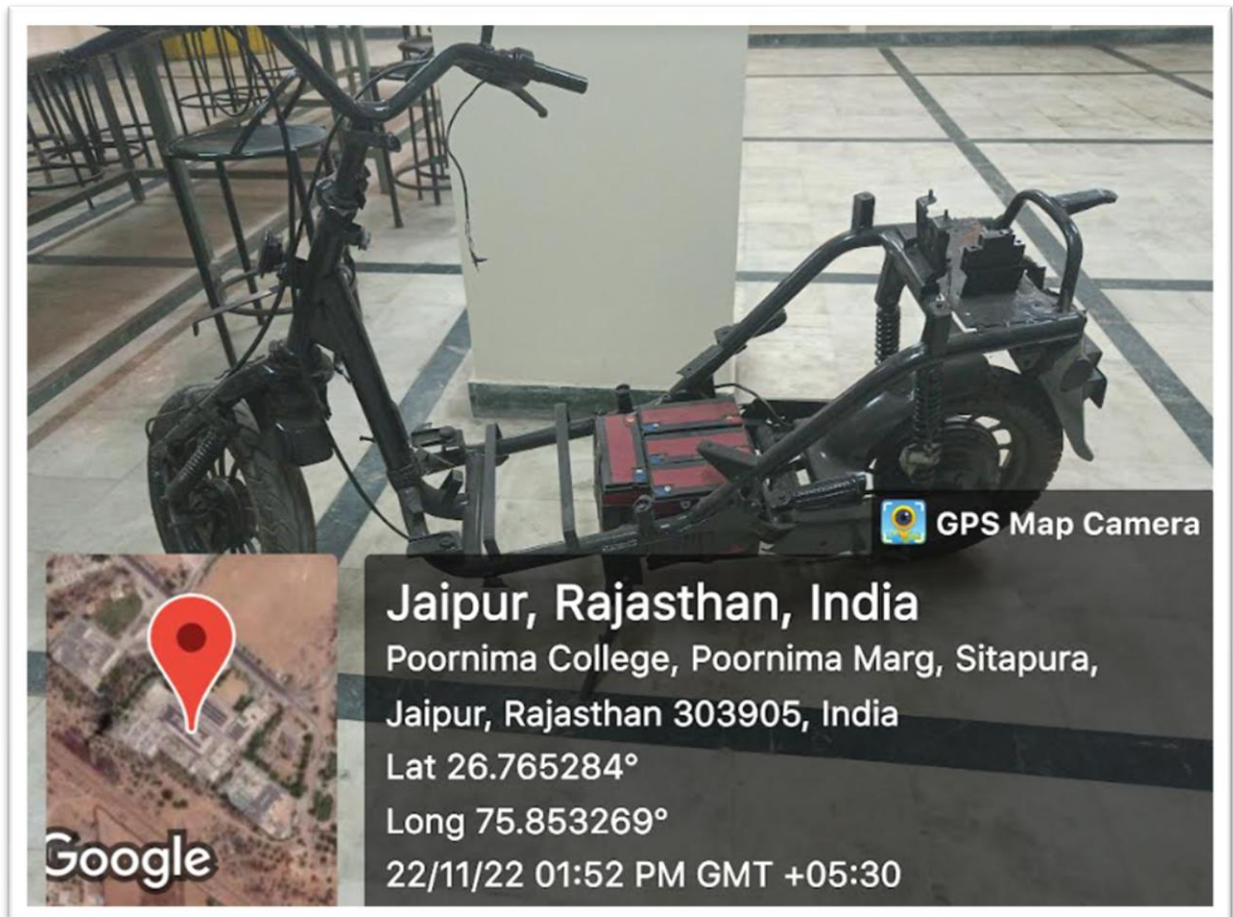 GPS Map Camera
Jaipur, Rajasthan, India
Poornima College, Poornima Marg, Sitapura,
Jaipur, Rajasthan 303905, India
Lat 26.765284°
Long 75.853269°
22/11/22 01:52 PM GMT +05:30
Google